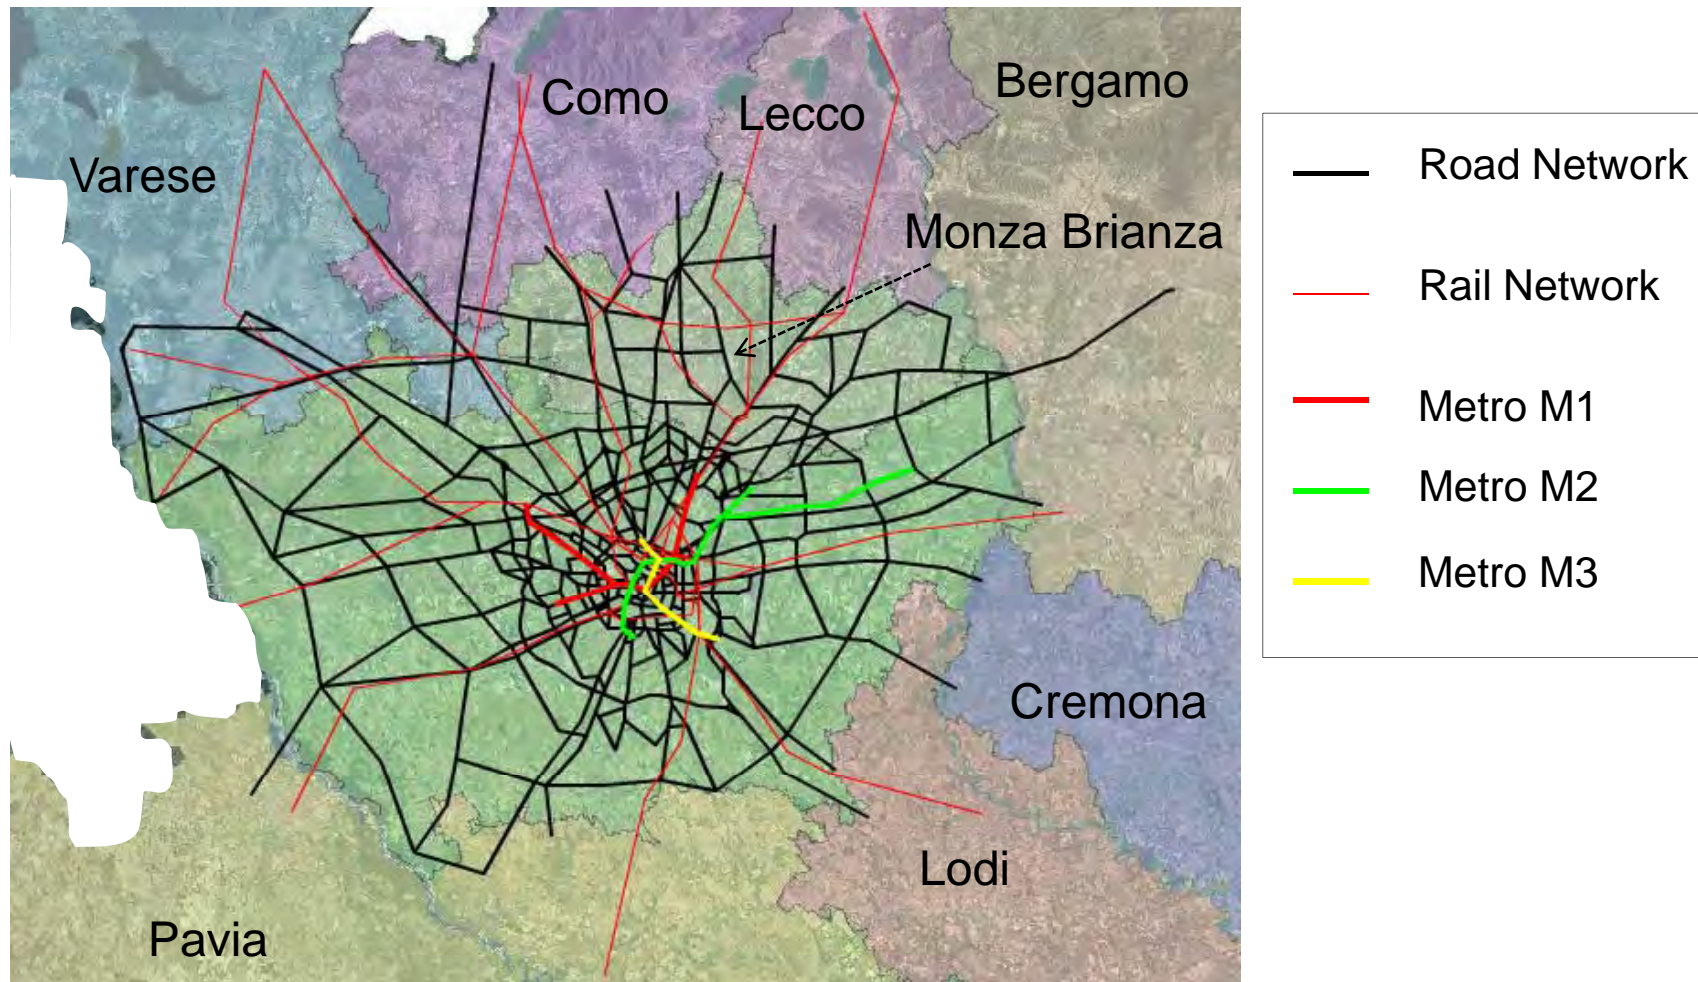 Bergamo
Como
Lecco
Varese
Monza Brianza
Cremona
Lodi
Pavia
Road Network
Rail Network
Metro M1
Metro M2
Metro M3